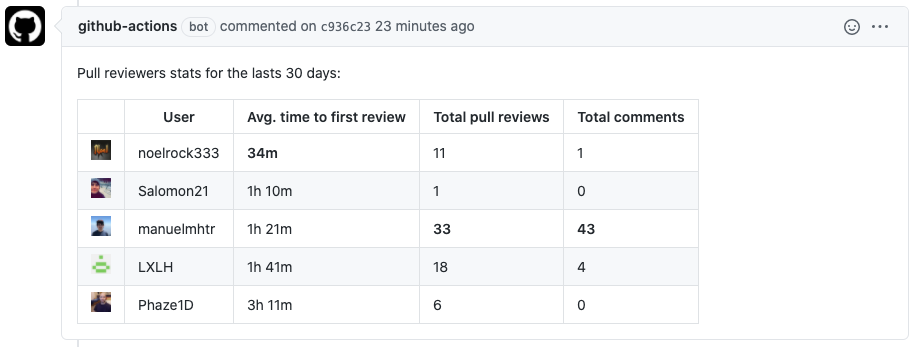 github-actions bot commented on c936c23 23 minutes ago
Pull reviewers stats for the lasts 30 days:
User Avg. time to first review Total pull reviews Total comments
noelrock333 34m 11 1
Salomon21 1h 10m 1 0
manuelmhtr 1h 21m 33 43
LXLH 1h 41m 18 4
Phaze1D 3h 11m 6 0